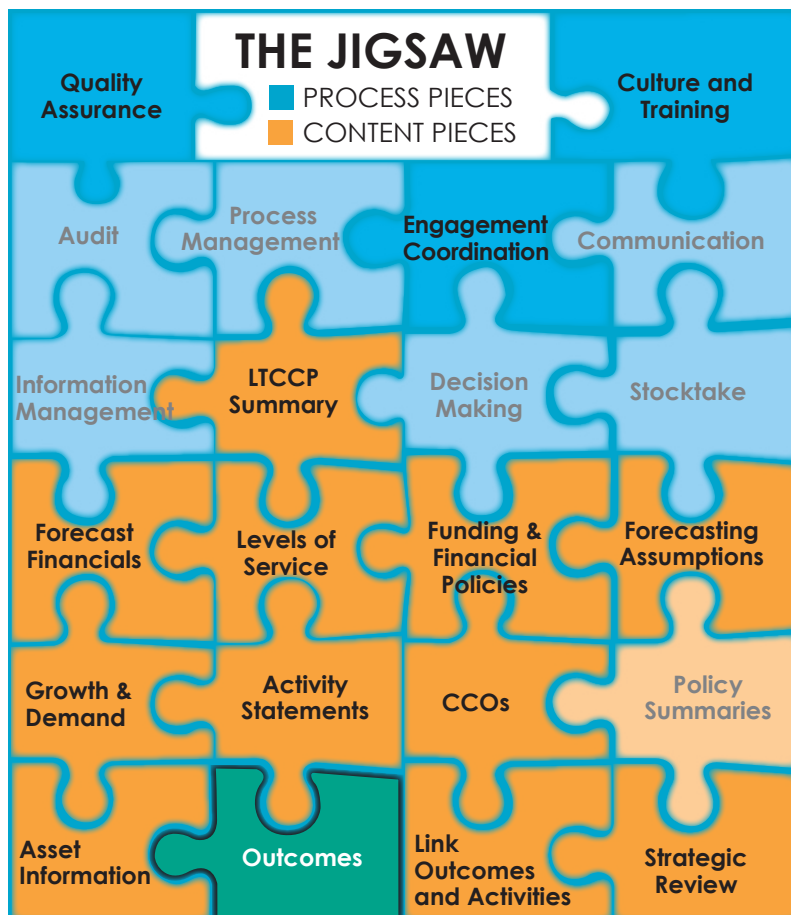 THE JIGSAW
PROCESS PIECES
CONTENT PIECES
Quality
Assurance
Culture and
Training
Audit
Process
Management
Engagement
Coordination
Communication
Information
Management
LTCCP
Summary
Decision
Making
Stocktake
Forecast
Financials
Levels of
Service
Funding &
Financial
Policies
Forecasting
Assumptions
Growth &
Demand
Activity
Statements
CCOs
Policy
Summaries
Asset
Information
Outcomes
Link
Outcomes
and Activities
Strategic
Review